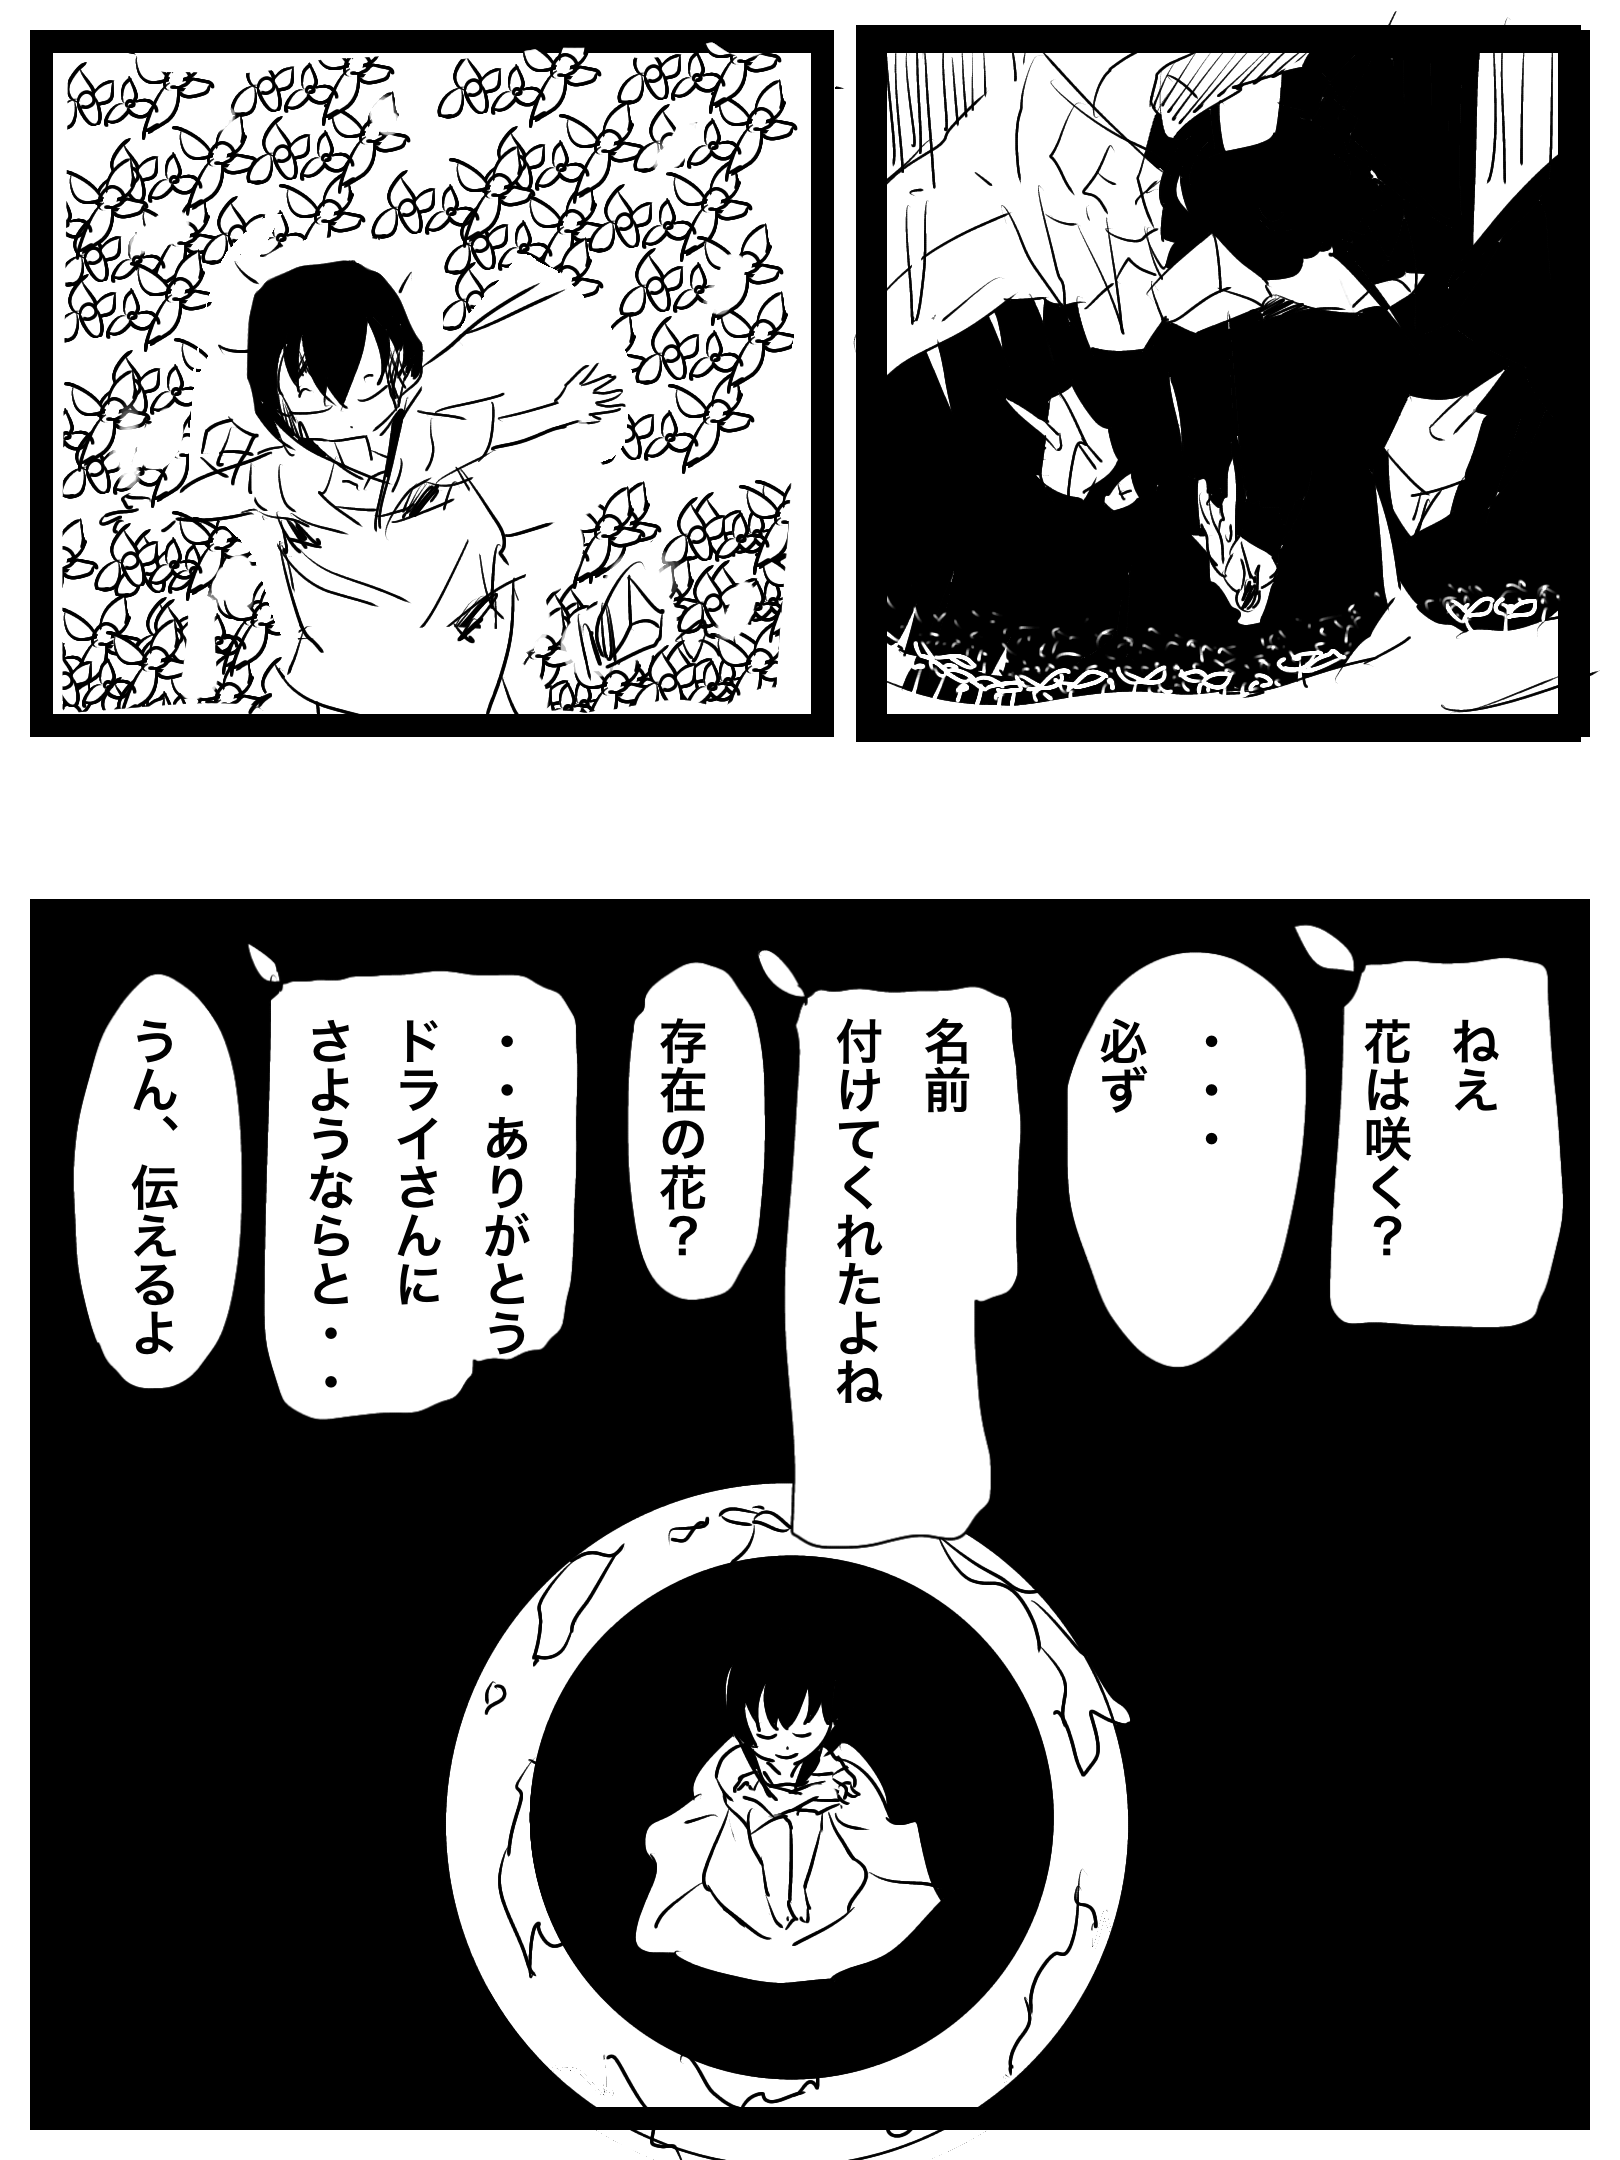 ねえ
花は咲く?
・・・
必ず
名前
付けてくれたよね
存在の花?
・・ありがとう
ドライさんに
さようならと・・
うん、伝えるよ